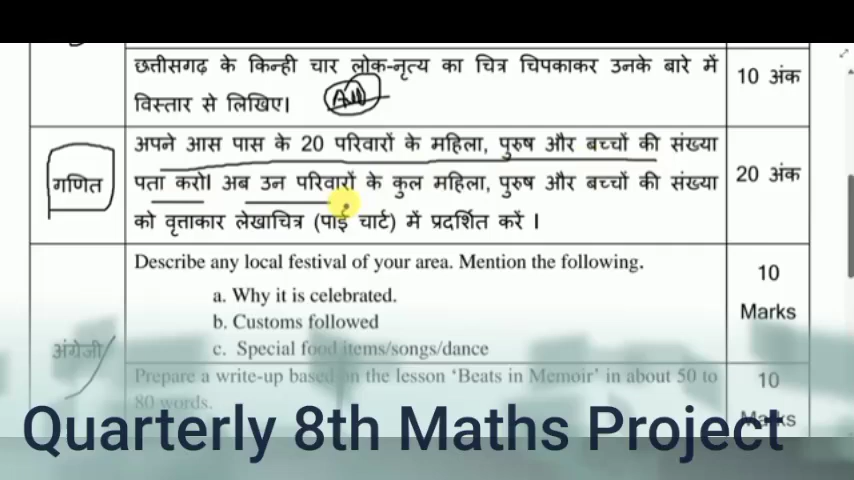 छत्तीसगढ़ के किन्ही चार लोक-नृत्य का चित्र चिपकाकर उनके बारे में
विस्तार से लिखिए।
10 अंक
गणित
अपने आस पास के 20 परिवारों के महिला, पुरुष और बच्चों की संख्या
पता करो। अब उन परिवारों के कुल महिला, पुरुष और बच्चों की संख्या
को वृत्ताकार लेखाचित्र (पाई चार्ट) में प्रदर्शित करें ।
20 अंक
अंग्रेजी
Describe any local festival of your area. Mention the following.
a. Why it is celebrated.
b. Customs followed
c. Special food items/songs/dance
10
Marks
Prepare a write-up based on the lesson ‘Beats in Memoir’ in about 50 to
80 words.
10
Marks
Quarterly 8th Maths Project